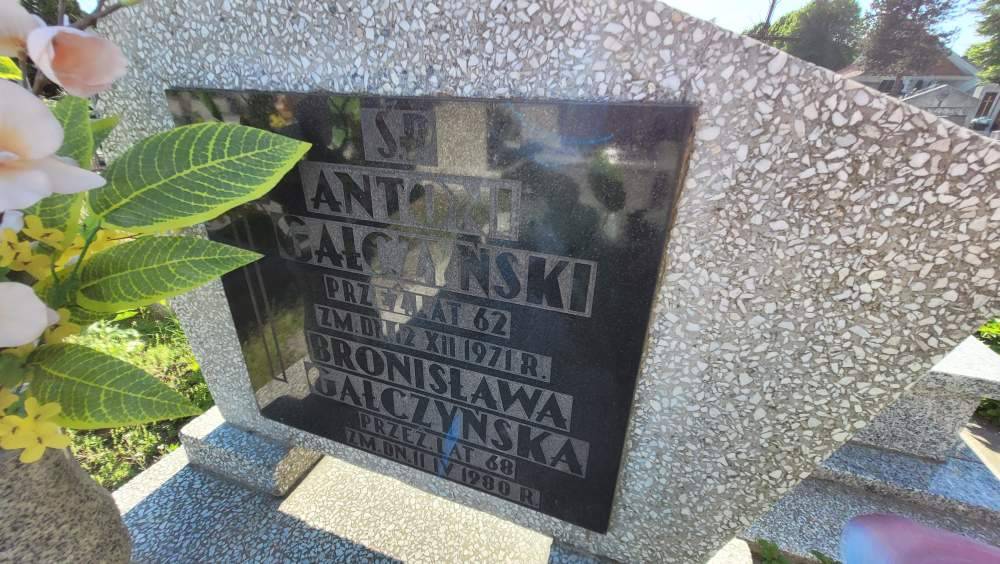 Ś.P.
ANTONI
GAŁCZYŃSKI
PRZEŻ. LAT 62
ZM. DN. 12 XII 1971 R.
BRONISŁAWA
GAŁCZYŃSKA
PRZEŻ. LAT 68
ZM. DN. 11 IV 1980 R.